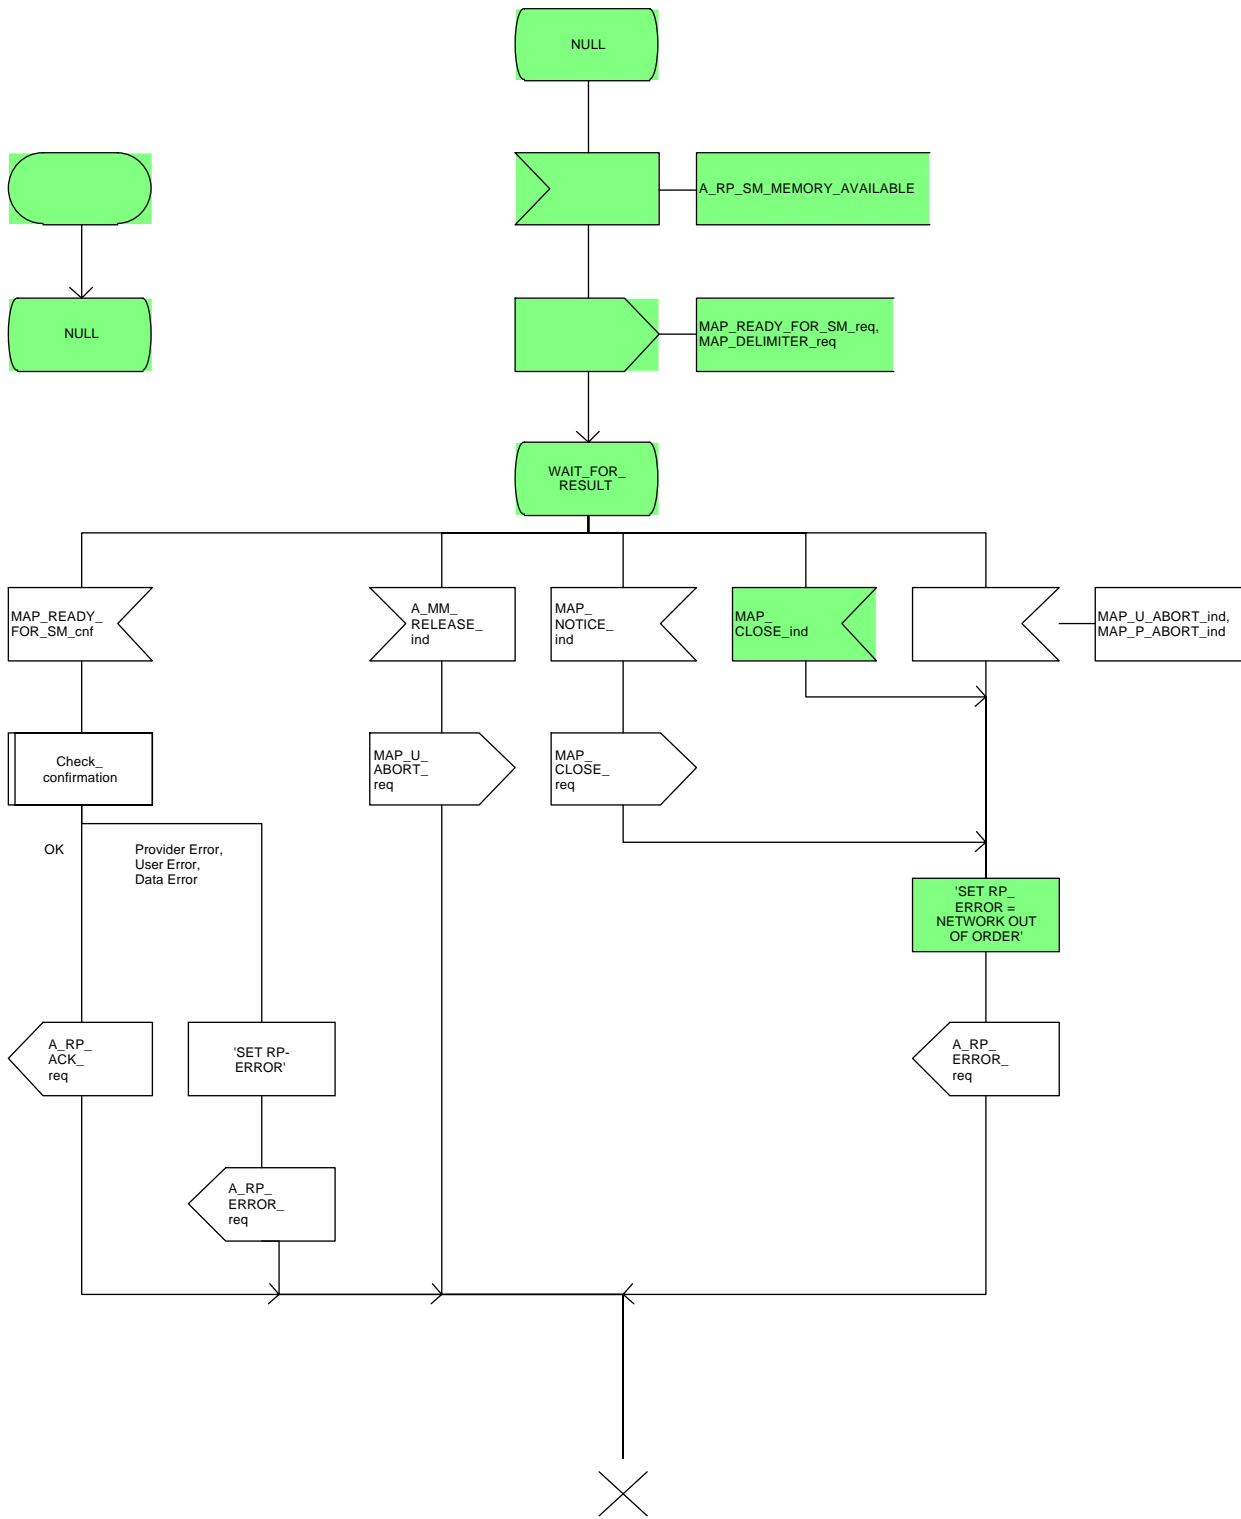 NULL
A_RP_SM_MEMORY_AVAILABLE
NULL
MAP_READY_FOR_SM_req,
MAP_DELIMITER_req
WAIT_FOR_
RESULT
MAP_READY_
FOR_SM_cnf
A_MM_
RELEASE_
ind
MAP_
NOTICE_
ind
MAP_
CLOSE_ind
MAP_U_ABORT_ind,
MAP_P_ABORT_ind
Check_
confirmation
MAP_U_
ABORT_
req
MAP_
CLOSE_
req
OK
Provider Error,
User Error,
Data Error
'SET RP_
ERROR =
NETWORK OUT
OF ORDER'
A_RP_
ACK_
req
'SET RP-
ERROR'
A_RP_
ERROR_
req
A_RP_
ERROR_
req